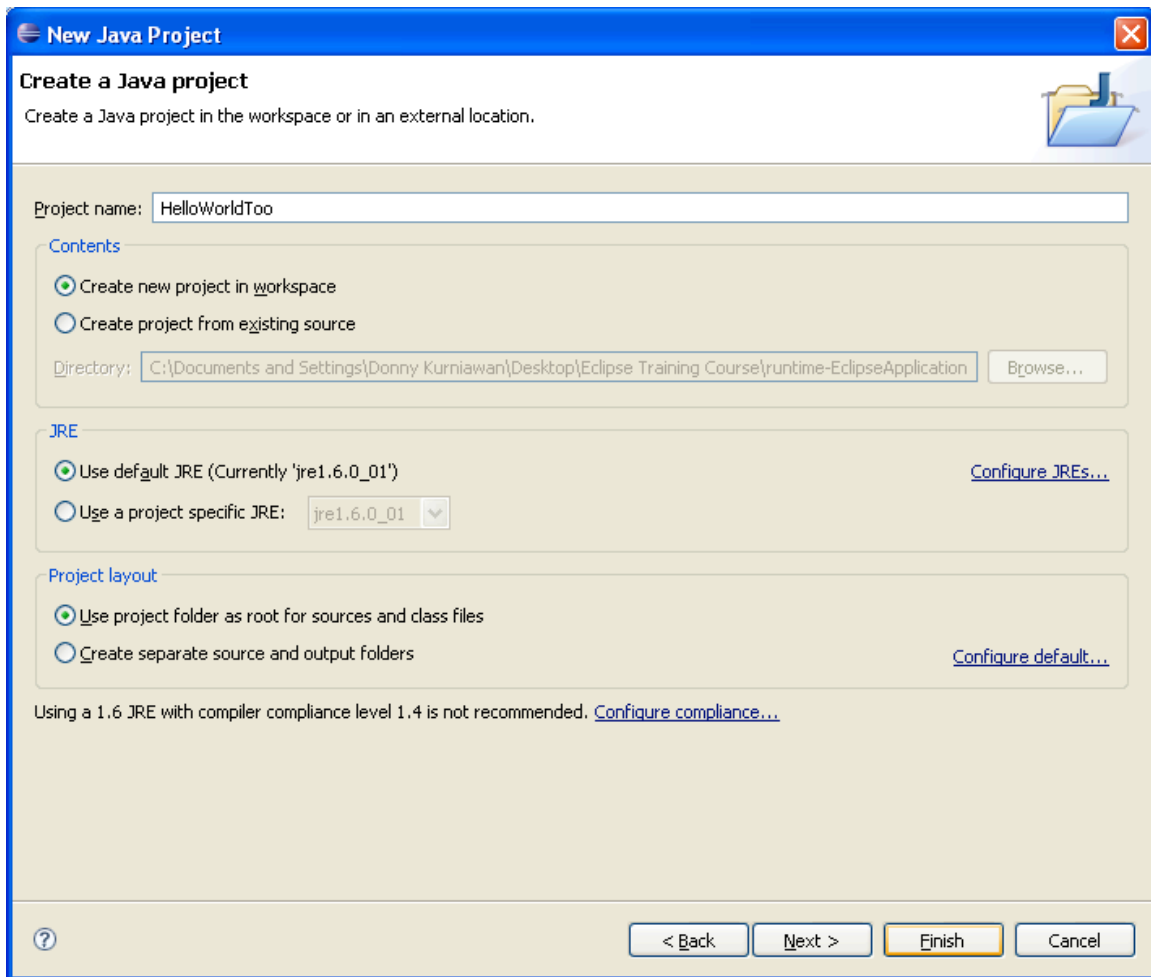 New Java Project
Create a Java project
Create a Java project in the workspace or in an external location.
Project name: HelloWorldToo
Contents
Create new project in workspace
Create project from existing source
Directory: C:\Documents and Settings\Donny Kurniawan\Desktop\Eclipse Training Course\runtime-EclipseApplication Browse...
JRE
Use default JRE (Currently 'jre1.6.0_01') Configure JREs...
Use a project specific JRE: jre1.6.0_01
Project layout
Use project folder as root for sources and class files
Create separate source and output folders Configure default...
Using a 1.6 JRE with compiler compliance level 1.4 is not recommended. Configure compliance...
? < Back Next > Finish Cancel